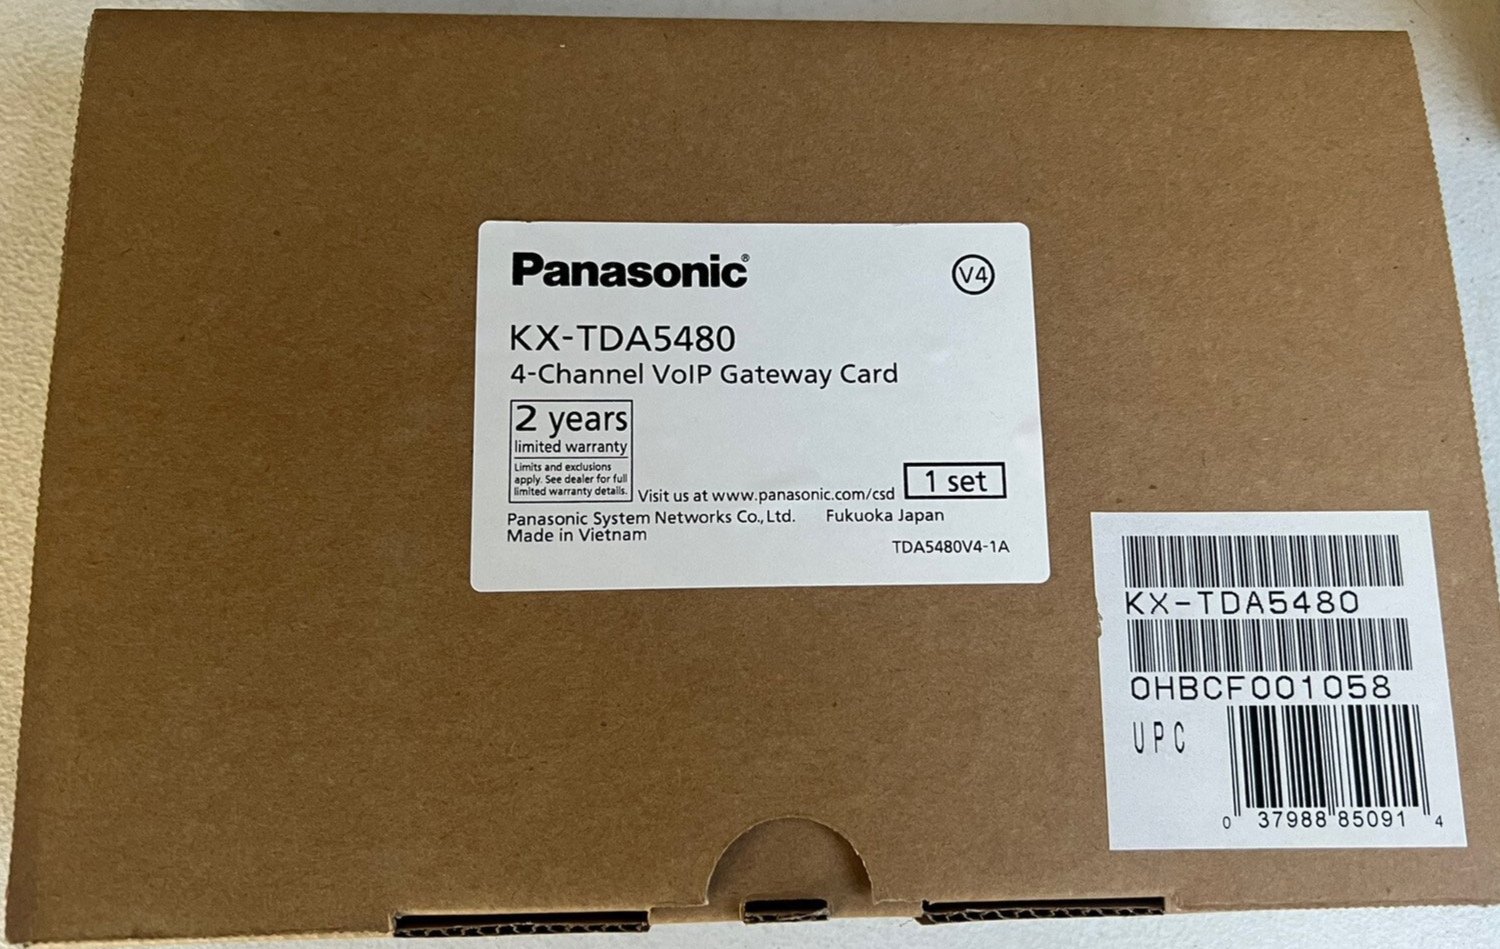 Panasonic®
V4
KX-TDA5480
4-Channel VoIP Gateway Card
2 years
limited warranty
Limits and exclusions
apply. See dealer for full
limited warranty details.
Visit us at www.panasonic.com/csd
1 set
Panasonic System Networks Co.,Ltd. Fukuoka Japan
Made in Vietnam
TDA5480V4-1A
KX-TDA5480
0HBCF001058
UPC
0 37988 85091 4